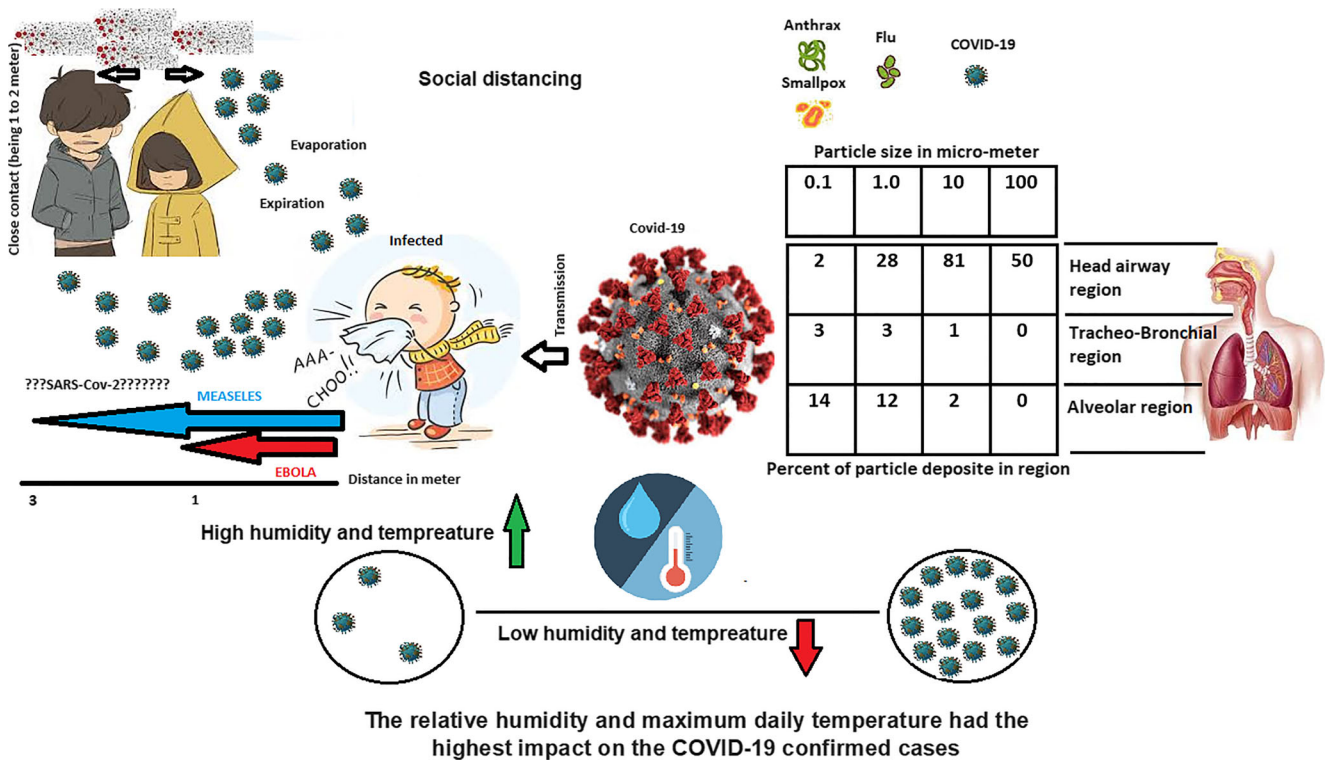 Close contact (being 1 to 2 meter)
Social distancing
Evaporation
Expiration
Infected
AAA-
CHOO!!
Transmission
Covid-19
???SARS-Cov-2???????
MEASELES
EBOLA
Distance in meter
3 1
Anthrax
Flu
COVID-19
Smallpox
Particle size in micro-meter
0.1 1.0 10 100
2 28 81 50 Head airway
region
3 3 1 0 Tracheo-Bronchial
region
14 12 2 0 Alveolar region
Percent of particle deposite in region
High humidity and tempreature
Low humidity and tempreature
The relative humidity and maximum daily temperature had the
highest impact on the COVID-19 confirmed cases